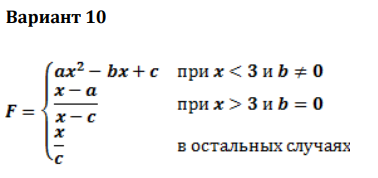 Вариант 10
F = { ax² − bx + c при x < 3 и b ≠ 0
(x − a)/(x − c) при x > 3 и b = 0
x/c в остальных случаях